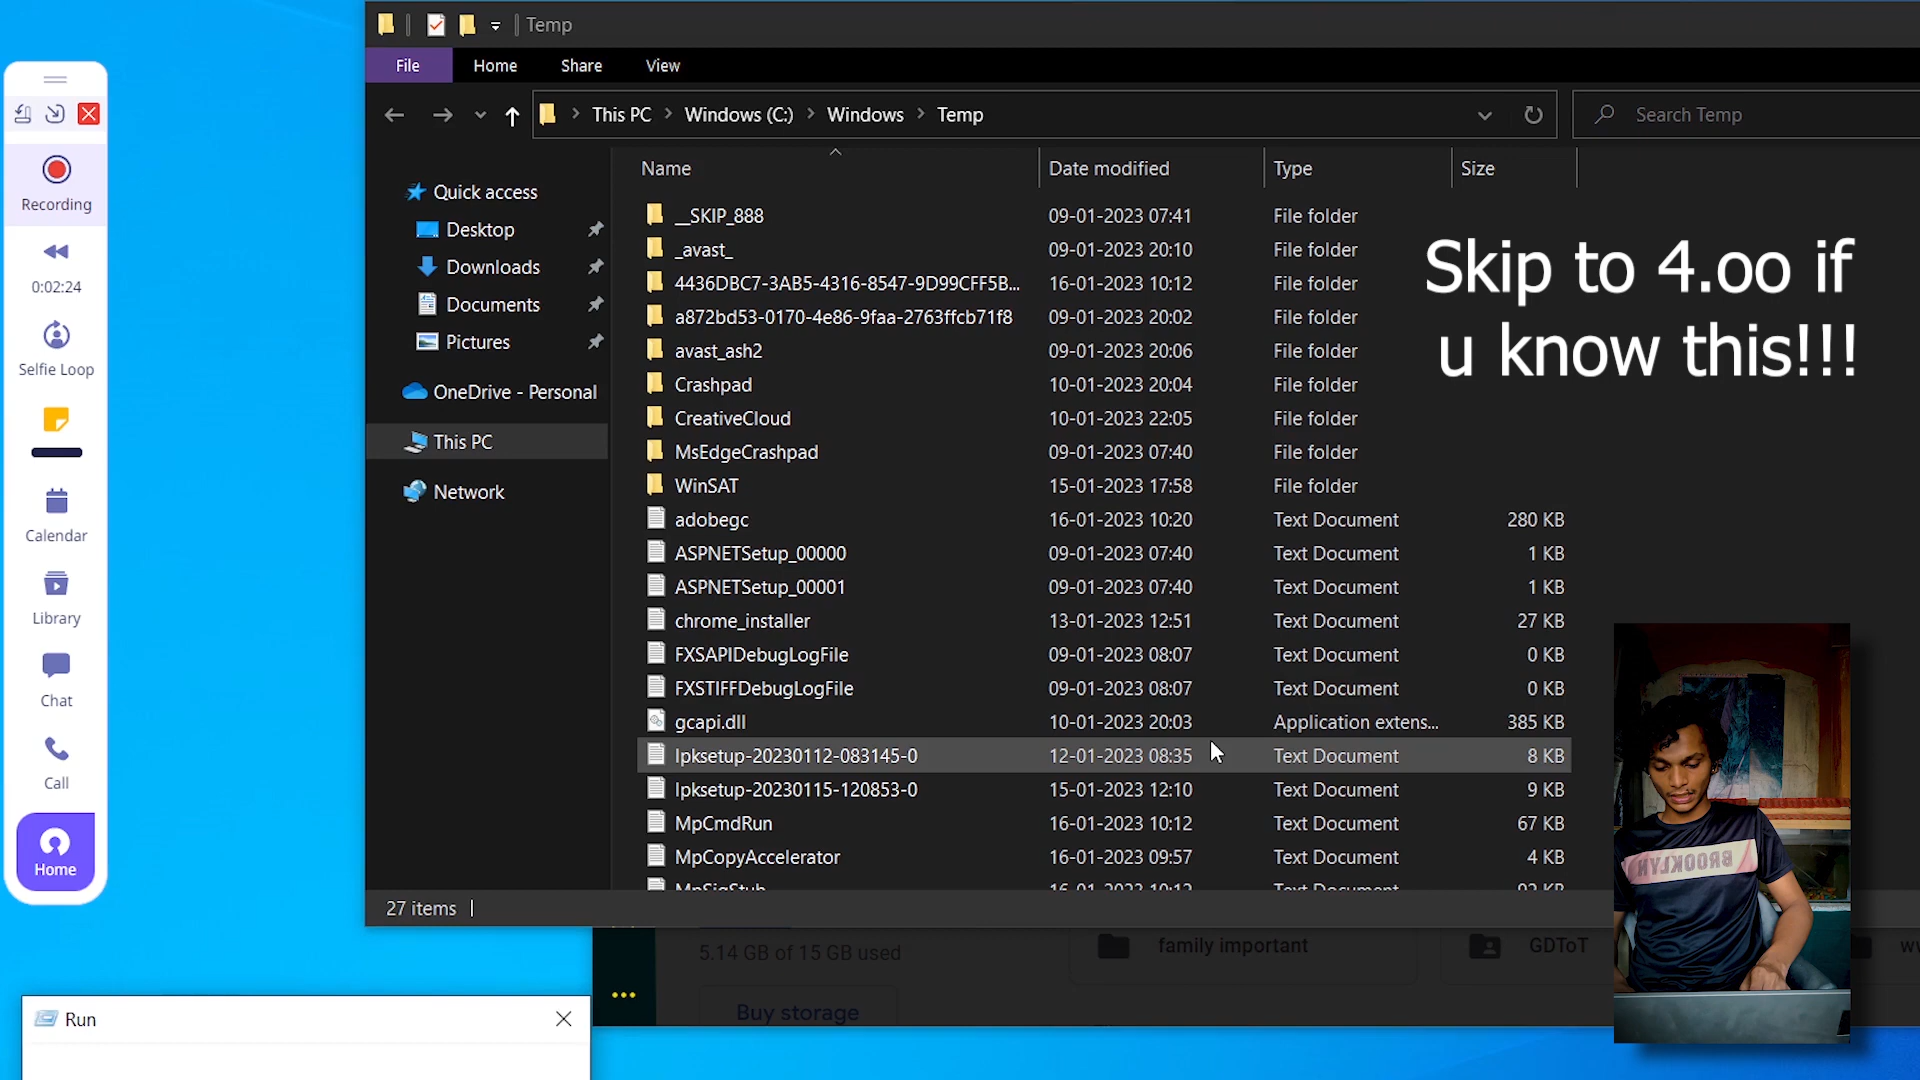 Temp
File Home Share View
This PC Windows (C:) Windows Temp
Search Temp
Name Date modified Type Size
Recording
0:02:24
Selfie Loop
Calendar
Library
Chat
Call
Home
Quick access
Desktop
Downloads
Documents
Pictures
OneDrive - Personal
This PC
Network
__SKIP_888 09-01-2023 07:41 File folder
_avast_ 09-01-2023 20:10 File folder
4436DBC7-3AB5-4316-8547-9D99CFF5B... 16-01-2023 10:12 File folder
a872bd53-0170-4e86-9faa-2763ffcb71f8 09-01-2023 20:02 File folder
avast_ash2 09-01-2023 20:06 File folder
Crashpad 10-01-2023 20:04 File folder
CreativeCloud 10-01-2023 22:05 File folder
MsEdgeCrashpad 09-01-2023 07:40 File folder
WinSAT 15-01-2023 17:58 File folder
adobegc 16-01-2023 10:20 Text Document 280 KB
ASPNETSetup_00000 09-01-2023 07:40 Text Document 1 KB
ASPNETSetup_00001 09-01-2023 07:40 Text Document 1 KB
chrome_installer 13-01-2023 12:51 Text Document 27 KB
FXSAPIDebugLogFile 09-01-2023 08:07 Text Document 0 KB
FXSTIFFDebugLogFile 09-01-2023 08:07 Text Document 0 KB
gcapi.dll 10-01-2023 20:03 Application extens... 385 KB
lpksetup-20230112-083145-0 12-01-2023 08:35 Text Document 8 KB
lpksetup-20230115-120853-0 15-01-2023 12:10 Text Document 9 KB
MpCmdRun 16-01-2023 10:12 Text Document 67 KB
MpCopyAccelerator 16-01-2023 09:57 Text Document 4 KB
MpSigStub 16-01-2023 10:12 Text Document 92 KB
27 items
Skip to 4.oo if
u know this!!!
BROOKLYN
5.14 GB of 15 GB used
family important
GDToT
Buy storage
Run